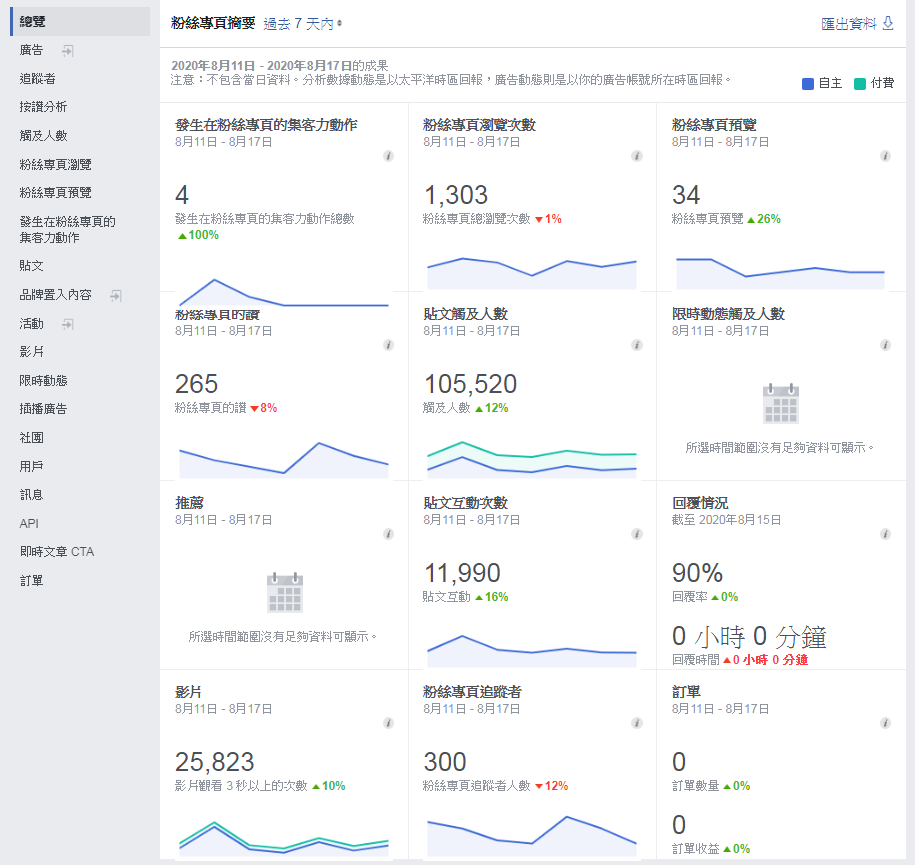 總覽
廣告
追蹤者
按讚分析
觸及人數
粉絲專頁瀏覽
粉絲專頁預覽
發生在粉絲專頁的
集客力動作
貼文
品牌置入內容
活動
影片
限時動態
插播廣告
社團
用戶
訊息
API
即時文章 CTA
訂單
粉絲專頁摘要 過去 7 天內
匯出資料
2020年8月11日 - 2020年8月17日的成果
注意：不包含當日資料。分析數據動態是以太平洋時區回報，廣告動態則是以你的廣告帳號所在時區回報。
自主 付費
發生在粉絲專頁的集客力動作
8月11日 - 8月17日
4
發生在粉絲專頁的集客力動作總數
▲100%
粉絲專頁瀏覽次數
8月11日 - 8月17日
1,303
粉絲專頁總瀏覽次數 ▼1%
粉絲專頁預覽
8月11日 - 8月17日
34
粉絲專頁預覽 ▲26%
粉絲專頁的讚
8月11日 - 8月17日
265
粉絲專頁的讚 ▼8%
貼文觸及人數
8月11日 - 8月17日
105,520
觸及人數 ▲12%
限時動態觸及人數
8月11日 - 8月17日
所選時間範圍沒有足夠資料可顯示。
推薦
8月11日 - 8月17日
所選時間範圍沒有足夠資料可顯示。
貼文互動次數
8月11日 - 8月17日
11,990
貼文互動 ▲16%
回覆情況
截至 2020年8月15日
90%
回覆率 ▲0%
0 小時 0 分鐘
回覆時間 ▲0 小時 0 分鐘
影片
8月11日 - 8月17日
25,823
影片觀看 3 秒以上的次數 ▲10%
粉絲專頁追蹤者
8月11日 - 8月17日
300
粉絲專頁追蹤者人數 ▼12%
訂單
8月11日 - 8月17日
0
訂單數量 ▲0%
0
訂單收益 ▲0%